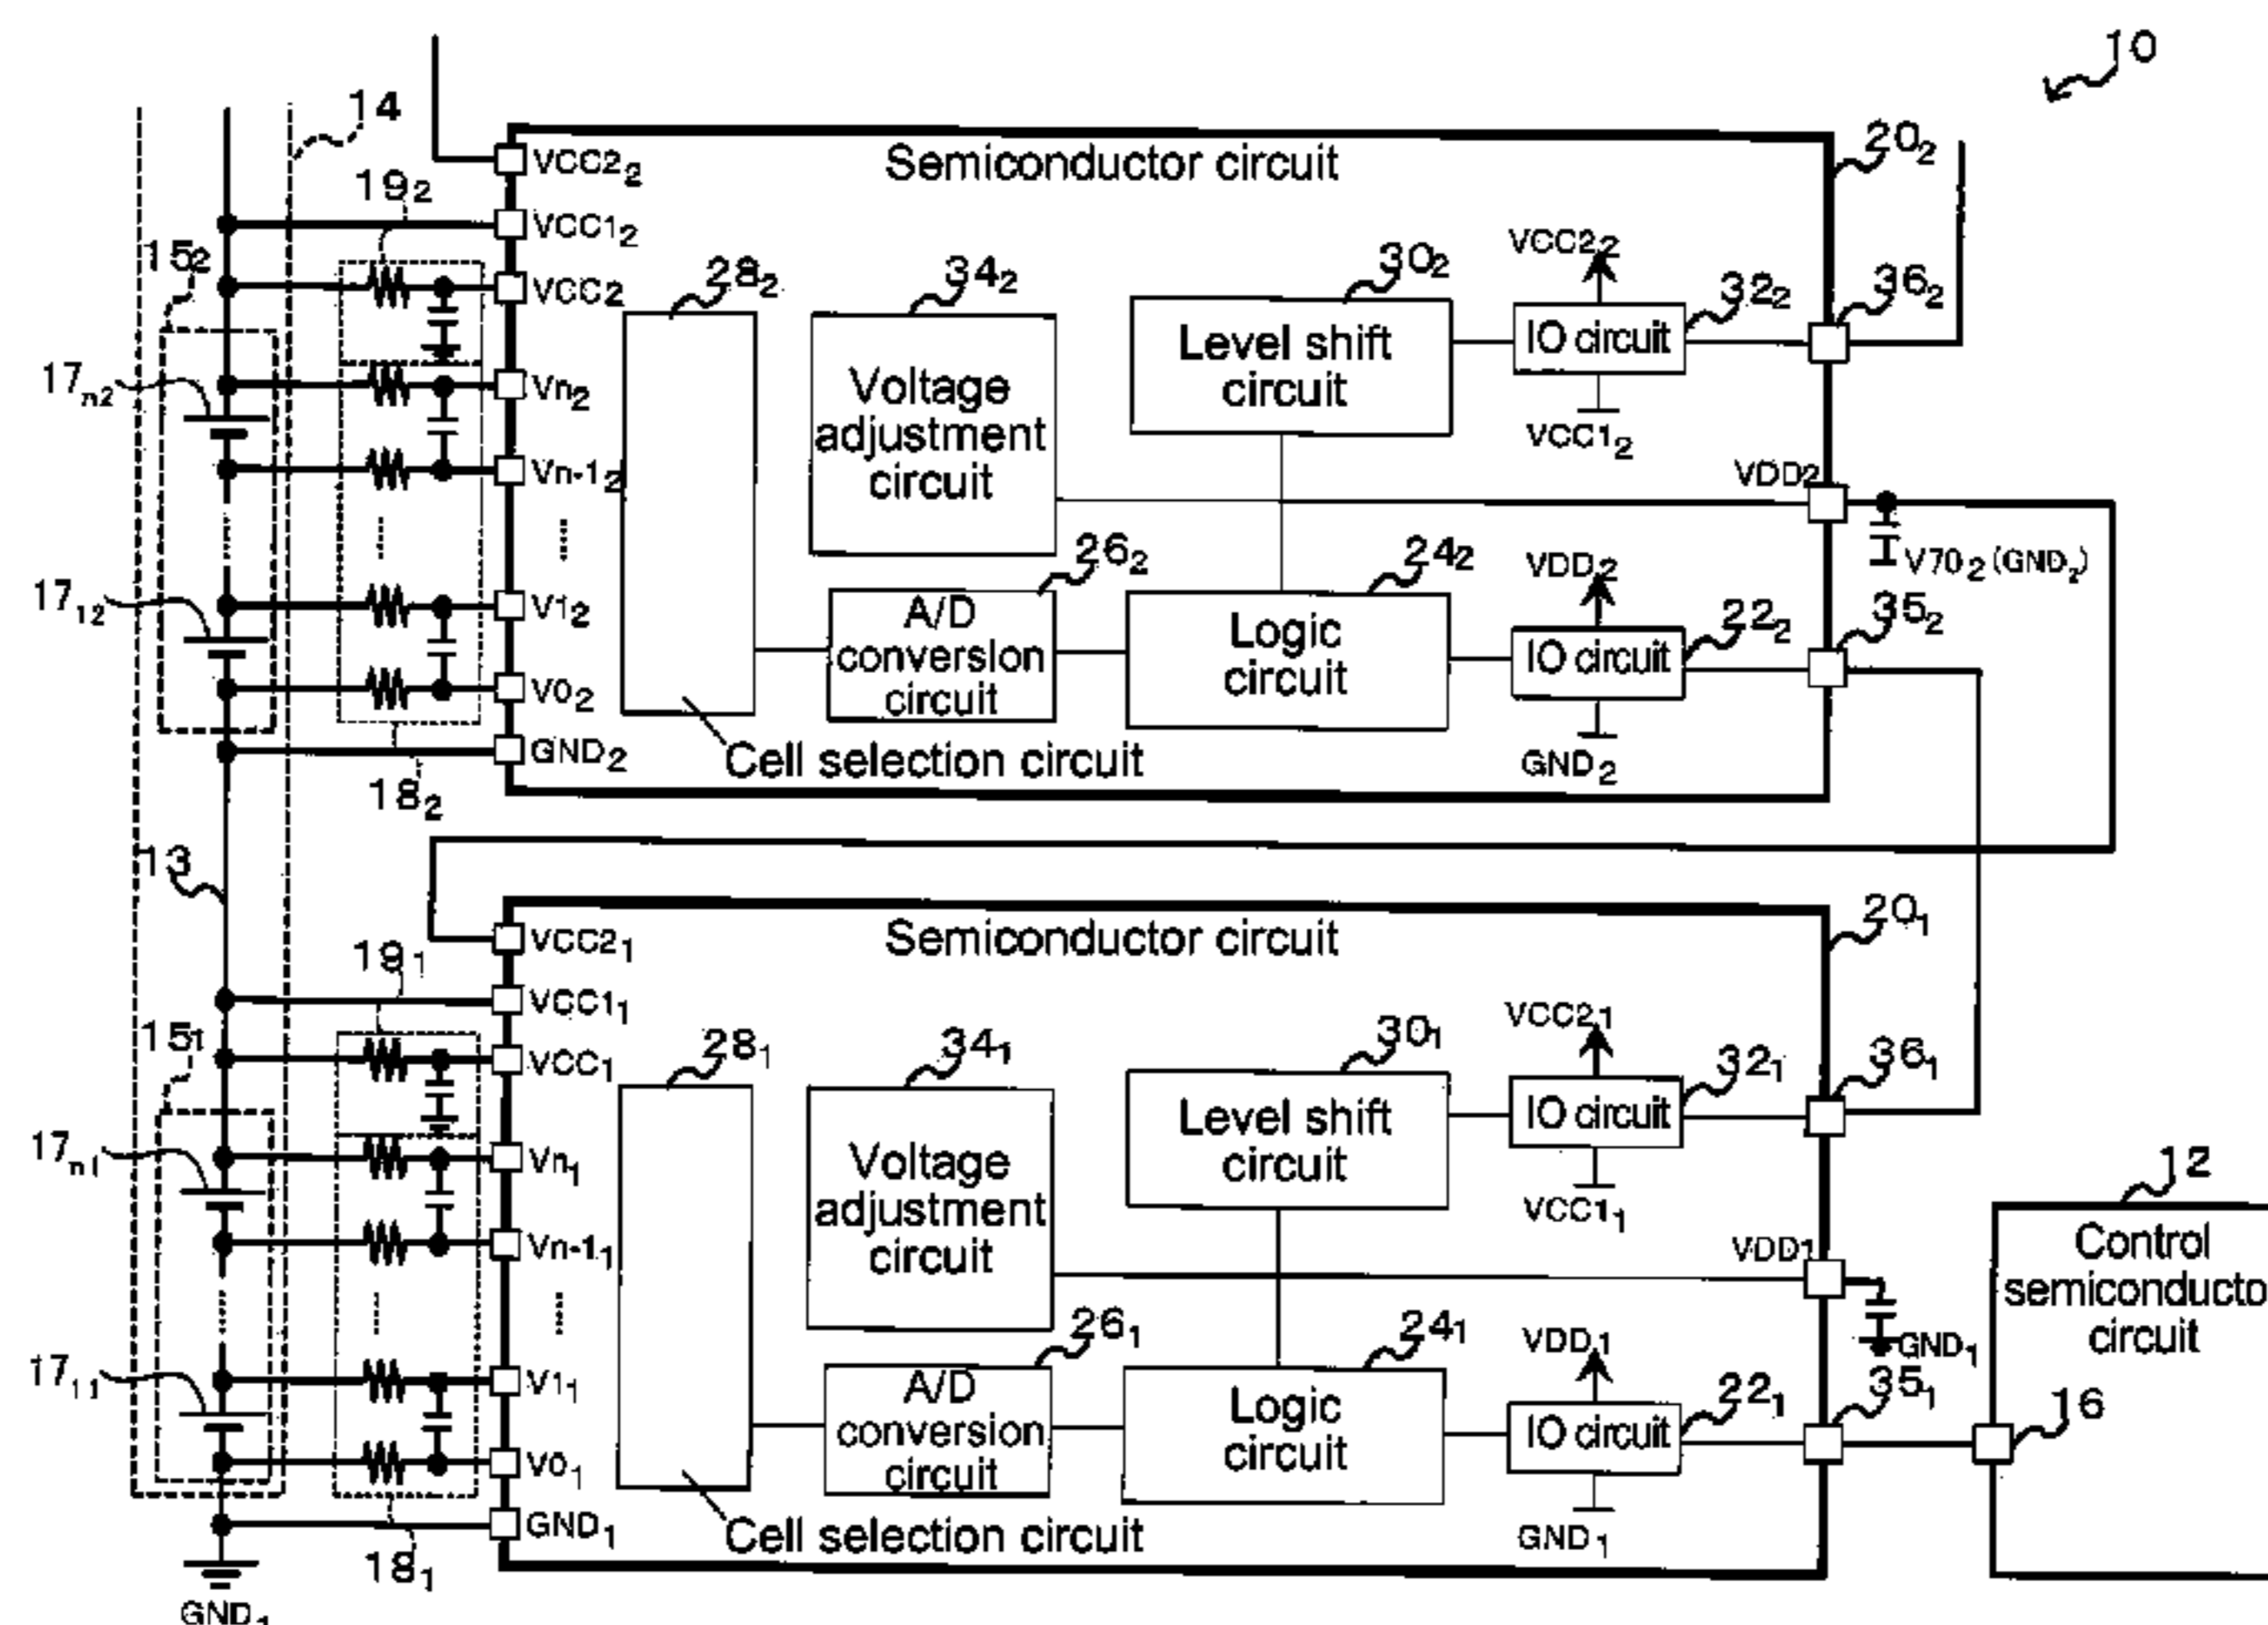 10
14
VCC2₂
Semiconductor circuit
20₂
19₂
VCC1₂
15₂
VCC2
28₂
34₂
30₂
VCC2₂
32₂
36₂
Level shift
circuit
IO circuit
17n2
Vn₂
Voltage
adjustment
circuit
VCC1₂
Vn-1₂
VDD2
V70₂(GND₂)
26₂
24₂
VDD₂
35₂
17₁₂
V1₂
A/D
conversion
circuit
Logic
circuit
IO circuit
22₂
V0₂
GND₂
Cell selection circuit
GND₂
18₂
13
VCC2₁
Semiconductor circuit
20₁
19₁
VCC1₁
15₁
VCC₁
28₁
34₁
30₁
VCC2₁
32₁
36₁
Level shift
circuit
IO circuit
17n1
Vn₁
Voltage
adjustment
circuit
VCC1₁
12
Vn-1₁
VDD1
Control
semiconducto
circuit
GND₁
26₁
24₁
VDD₁
35₁
17₁₁
V1₁
A/D
conversion
circuit
Logic
circuit
IO circuit
22₁
16
V0₁
GND₁
Cell selection circuit
GND₁
18₁
GND₁